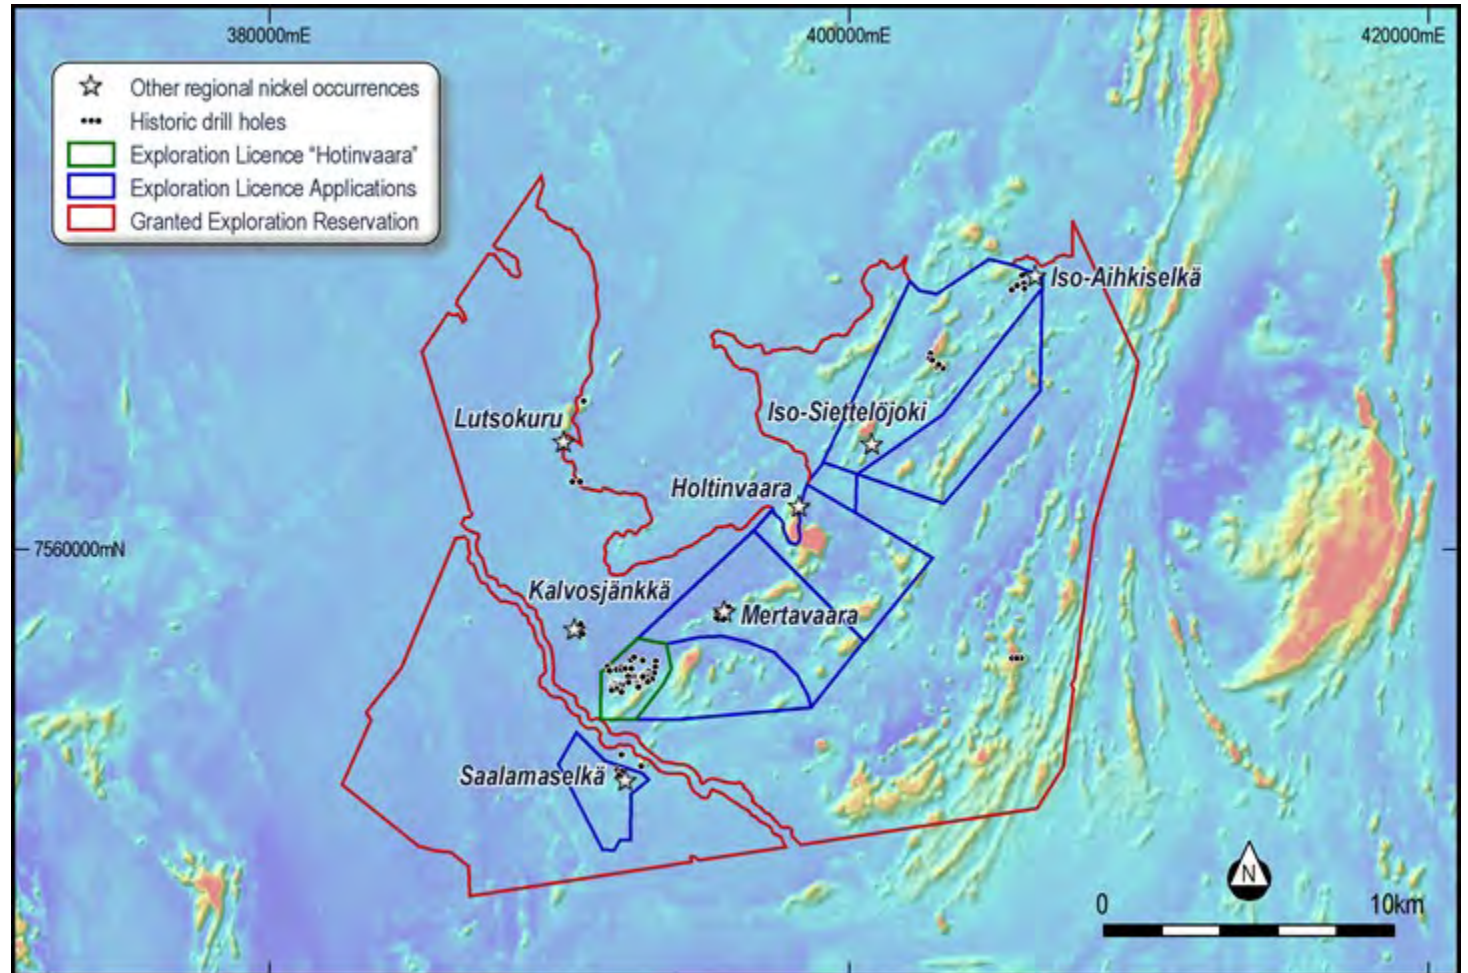 380000mE
400000mE
420000mE
Other regional nickel occurrences
Historic drill holes
Exploration Licence "Hotinvaara"
Exploration Licence Applications
Granted Exploration Reservation
Iso-Aihkiselkä
Lutsokuru
Iso-Siettelöjoki
Holtinvaara
7560000mN
Kalvosjänkkä
Mertavaara
Saalamaselkä
N
0
10km